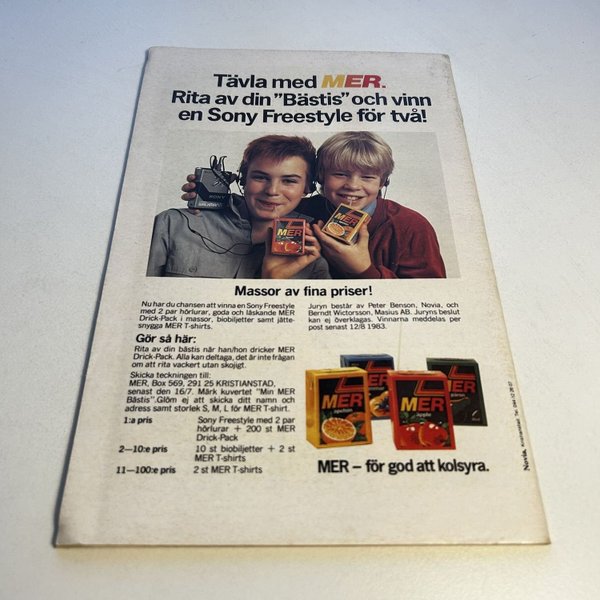 Tävla med MER.
Rita av din "Bästis" och vinn
en Sony Freestyle för två!
SONY
MER
MER
Massor av fina priser!
Nu har du chansen att vinna en Sony Freestyle
med 2 par hörlurar, goda och läskande MER
Drick-Pack i massor, biobiljetter samt jätte-
snygga MER T-shirts.
Gör så här:
Rita av din bästis när han/hon dricker MER
Drick-Pack. Alla kan deltaga, det är inte frågan
om att rita vackert utan skojigt.
Skicka teckningen till:
MER, Box 569, 291 25 KRISTIANSTAD,
senast den 16/7. Märk kuvertet "Min MER
Bästis". Glöm ej att skicka ditt namn och
adress samt storlek S, M, L för MER T-shirt.
1:a pris Sony Freestyle med 2 par
hörlurar + 200 st MER
Drick-Pack
2—10:e pris 10 st biobiljetter + 2 st
MER T-shirts
11—100:e pris 2 st MER T-shirts
Juryn består av Peter Benson, Novia, och
Berndt Wictorsson, Masius AB. Juryns beslut
kan ej överklagas. Vinnarna meddelas per
post senast 12/8 1983.
MER
apelsin
MER
äpple
MER
päron
MER – för god att kolsyra.
Novia, Kristianstad. Tel.